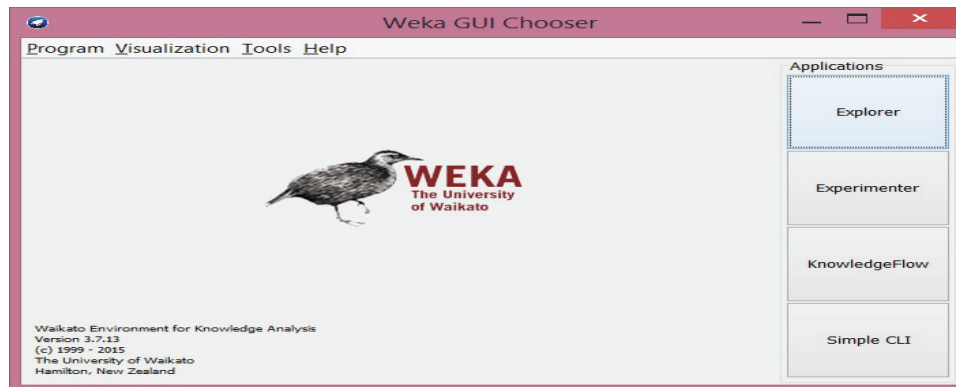 Weka GUI Chooser
Program Visualization Tools Help
Applications
Explorer
Experimenter
KnowledgeFlow
Simple CLI
WEKA
The University
of Waikato
Waikato Environment for Knowledge Analysis
Version 3.7.13
(c) 1999 - 2015
The University of Waikato
Hamilton, New Zealand